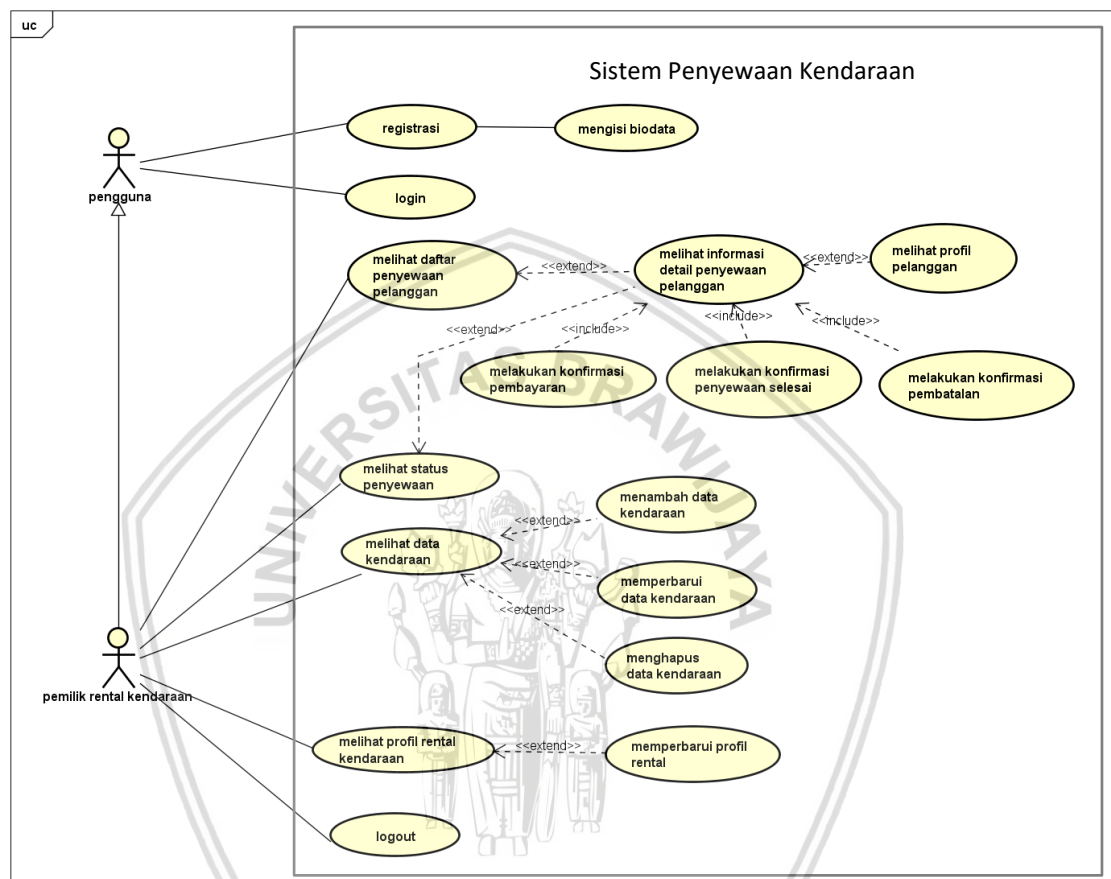 uc
Sistem Penyewaan Kendaraan
registrasi
mengisi biodata
pengguna
login
melihat daftar
penyewaan
pelanggan
<<extend>>
melihat informasi
detail penyewaan
pelanggan
<<extend>>
melihat profil
pelanggan
<<extend>>
<<include>>
<<include>>
<<include>>
melakukan konfirmasi
pembayaran
melakukan konfirmasi
penyewaan selesai
melakukan konfirmasi
pembatalan
UNIVERSITAS BRAWIJAYA
melihat status
penyewaan
menambah data
kendaraan
<<extend>>
melihat data
kendaraan
<<extend>>
memperbarui
data kendaraan
<<extend>>
menghapus
data kendaraan
pemilik rental kendaraan
melihat profil rental
kendaraan
<<extend>>
memperbarui profil
rental
logout